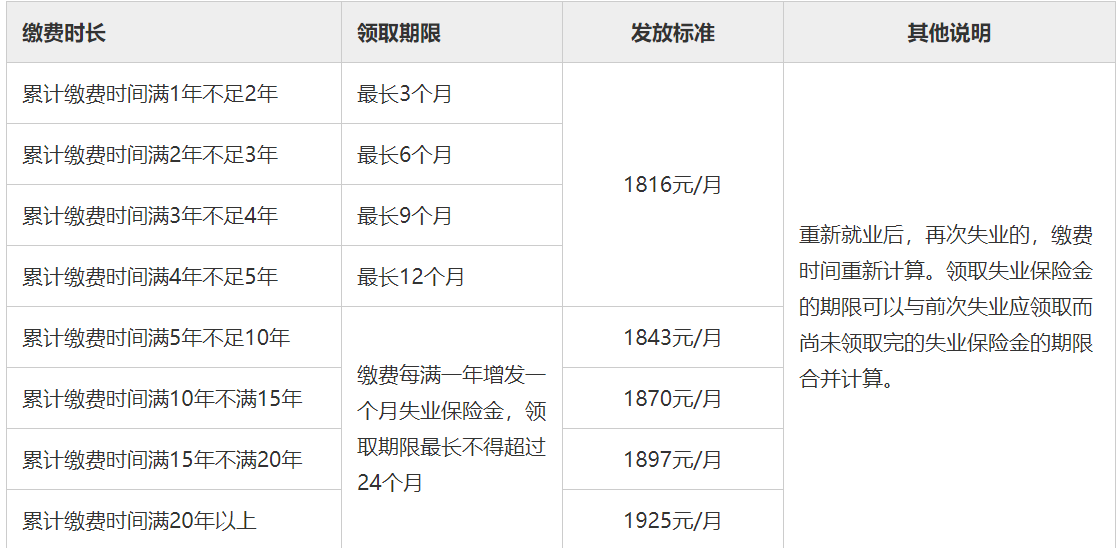 缴费时长
领取期限
发放标准
其他说明
累计缴费时间满1年不足2年
最长3个月
累计缴费时间满2年不足3年
最长6个月
累计缴费时间满3年不足4年
最长9个月
累计缴费时间满4年不足5年
最长12个月
1816元/月
累计缴费时间满5年不足10年
1843元/月
累计缴费时间满10年不满15年
1870元/月
累计缴费时间满15年不满20年
1897元/月
累计缴费时间满20年以上
1925元/月
缴费每满一年增发一
个月失业保险金，领
取期限最长不得超过
24个月
重新就业后，再次失业的，缴费
时间重新计算。领取失业保险金
的期限可以与前次失业应领取而
尚未领取完的失业保险金的期限
合并计算。